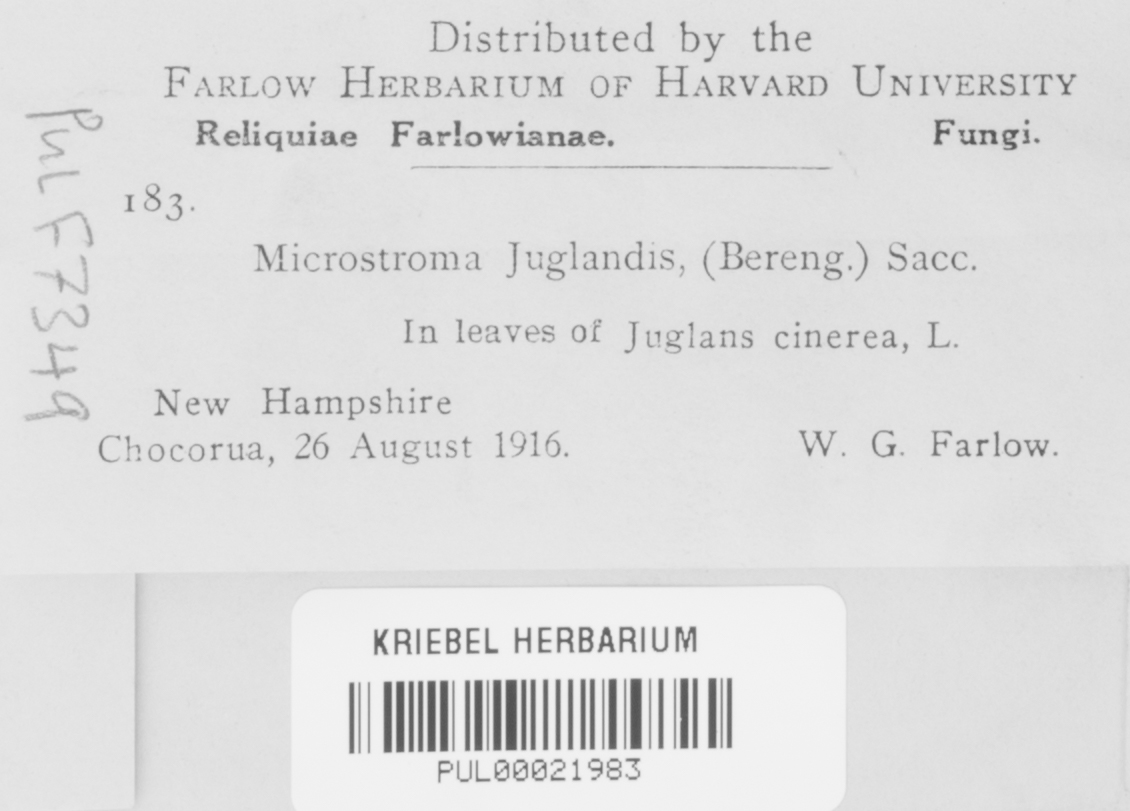 Distributed by the
FARLOW HERBARIUM OF HARVARD UNIVERSITY
Reliquiae Farlowianae. Fungi.
183.
Microstroma Juglandis, (Bereng.) Sacc.
In leaves of Juglans cinerea, L.
New Hampshire
Chocorua, 26 August 1916. W. G. Farlow.
PUL F7349
KRIEBEL HERBARIUM
PUL00021983